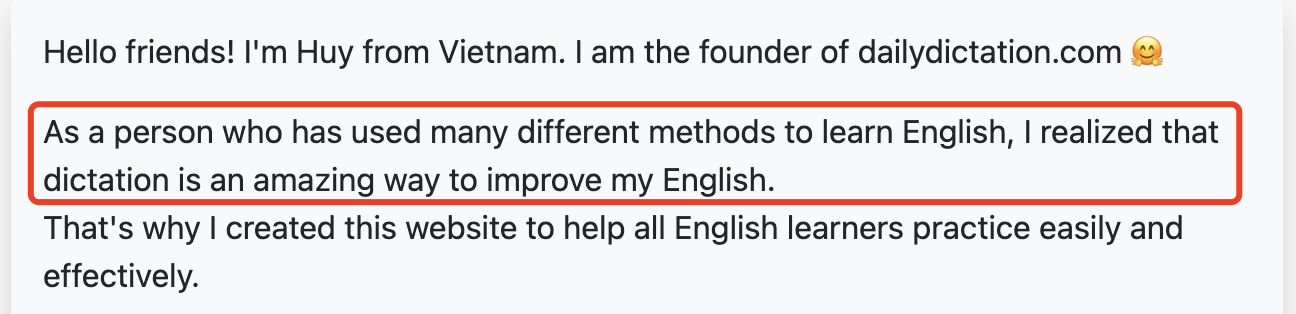 Hello friends! I'm Huy from Vietnam. I am the founder of dailydictation.com 🤗
As a person who has used many different methods to learn English, I realized that
dictation is an amazing way to improve my English.
That's why I created this website to help all English learners practice easily and
effectively.